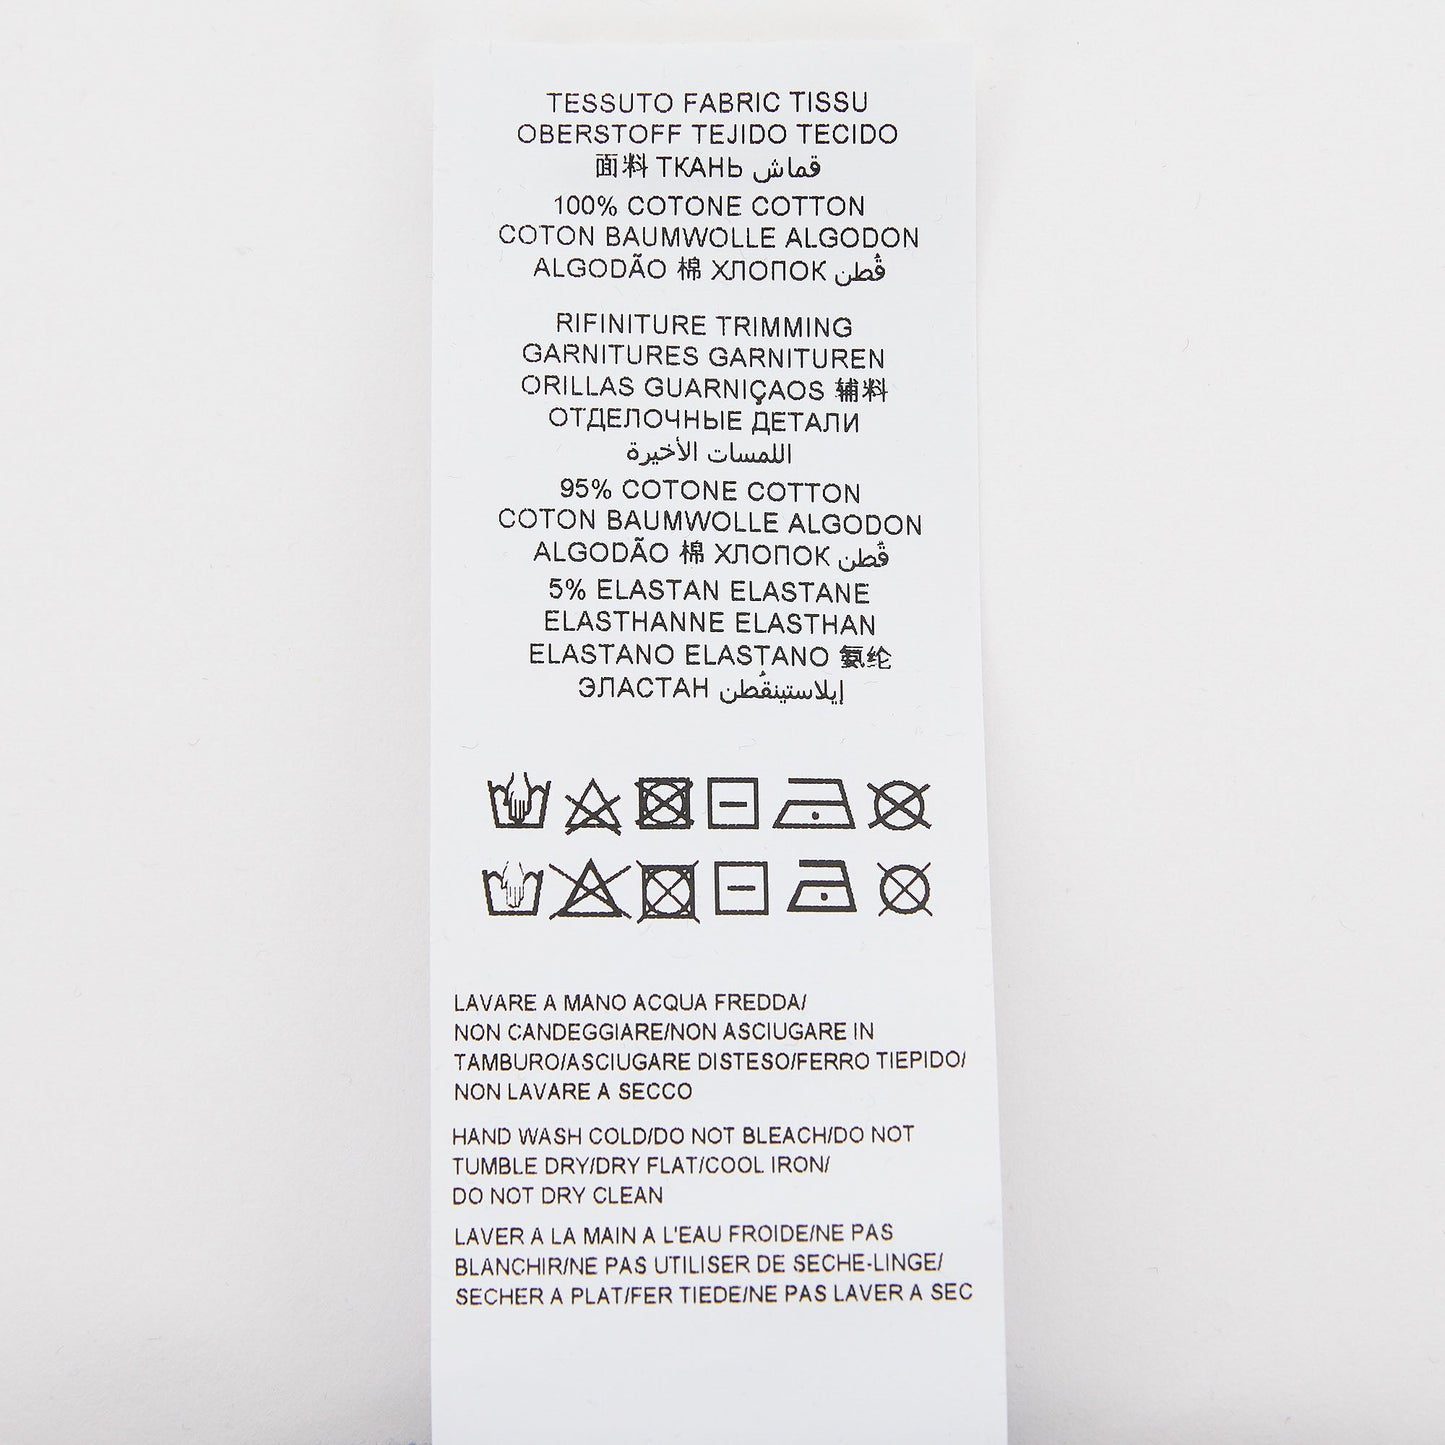 TESSUTO FABRIC TISSU
OBERSTOFF TEJIDO TECIDO
面料 ТКАНЬ قماش
100% COTONE COTTON
COTON BAUMWOLLE ALGODON
ALGODÃO 棉 ХЛОПОК قُطن
RIFINITURE TRIMMING
GARNITURES GARNITUREN
ORILLAS GUARNIÇAOS 辅料
ОТДЕЛОЧНЫЕ ДЕТАЛИ
اللمسات الأخيرة
95% COTONE COTTON
COTON BAUMWOLLE ALGODON
ALGODÃO 棉 ХЛОПОК قُطن
5% ELASTAN ELASTANE
ELASTHANNE ELASTHAN
ELASTANO ELASTANO 氨纶
ЭЛАСТАН إيلاستينقُطن
LAVARE A MANO ACQUA FREDDA/
NON CANDEGGIARE/NON ASCIUGARE IN
TAMBURO/ASCIUGARE DISTESO/FERRO TIEPIDO/
NON LAVARE A SECCO
HAND WASH COLD/DO NOT BLEACH/DO NOT
TUMBLE DRY/DRY FLAT/COOL IRON/
DO NOT DRY CLEAN
LAVER A LA MAIN A L'EAU FROIDE/NE PAS
BLANCHIR/NE PAS UTILISER DE SECHE-LINGE/
SECHER A PLAT/FER TIEDE/NE PAS LAVER A SEC